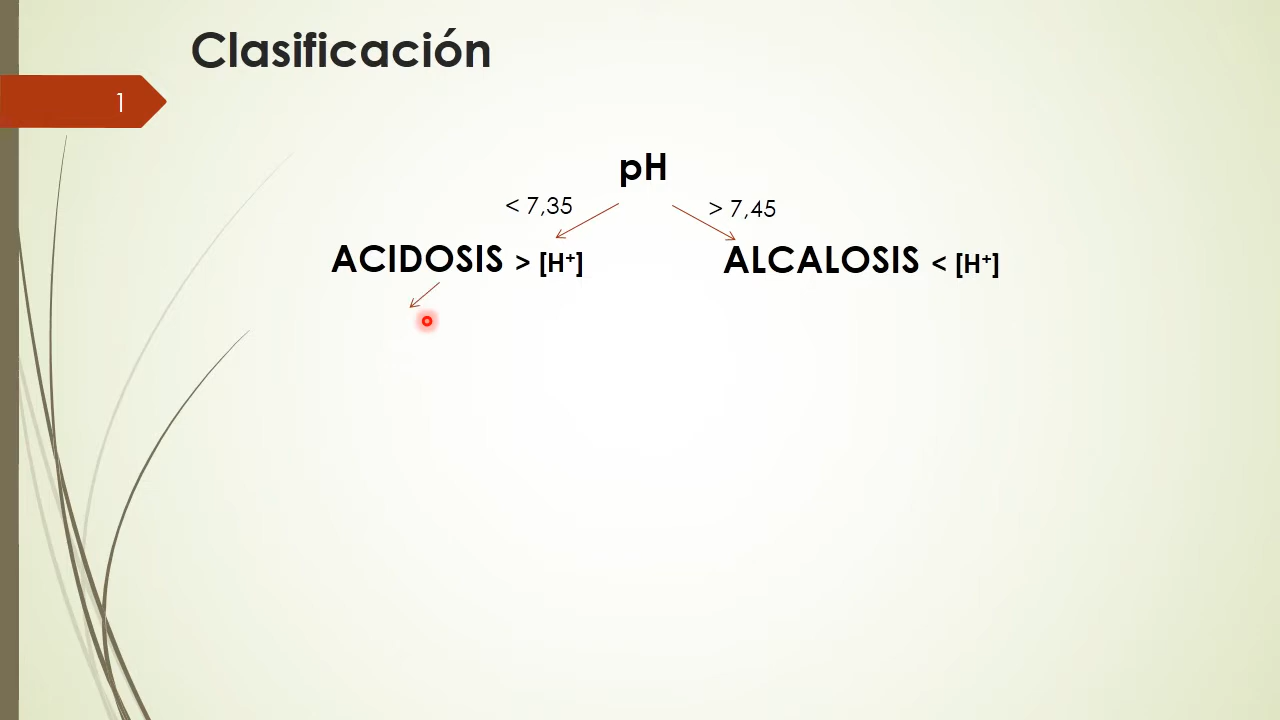 Clasificación
1
pH
< 7,35
> 7,45
ACIDOSIS > [H⁺]
ALCALOSIS < [H⁺]